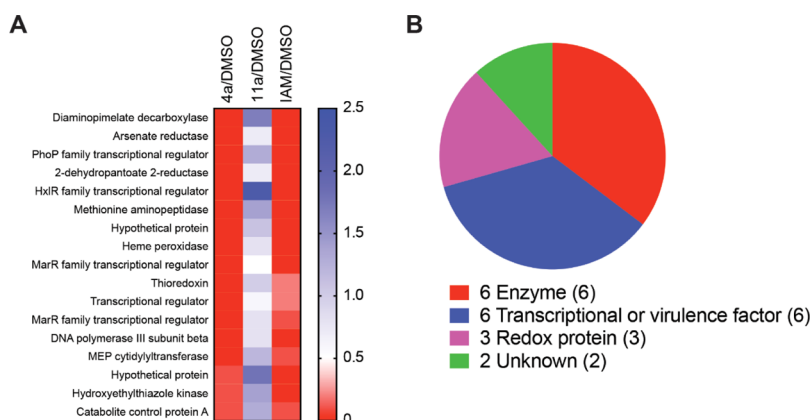 A
4a/DMSO
11a/DMSO
IAM/DMSO
Diaminopimelate decarboxylase
Arsenate reductase
PhoP family transcriptional regulator
2-dehydropantoate 2-reductase
HxlR family transcriptional regulator
Methionine aminopeptidase
Hypothetical protein
Heme peroxidase
MarR family transcriptional regulator
Thioredoxin
Transcriptional regulator
MarR family transcriptional regulator
DNA polymerase III subunit beta
MEP cytidylyltransferase
Hypothetical protein
Hydroxyethylthiazole kinase
Catabolite control protein A
2.5
2.0
1.5
1.0
0.5
0
B
6 Enzyme (6)
6 Transcriptional or virulence factor (6)
3 Redox protein (3)
2 Unknown (2)